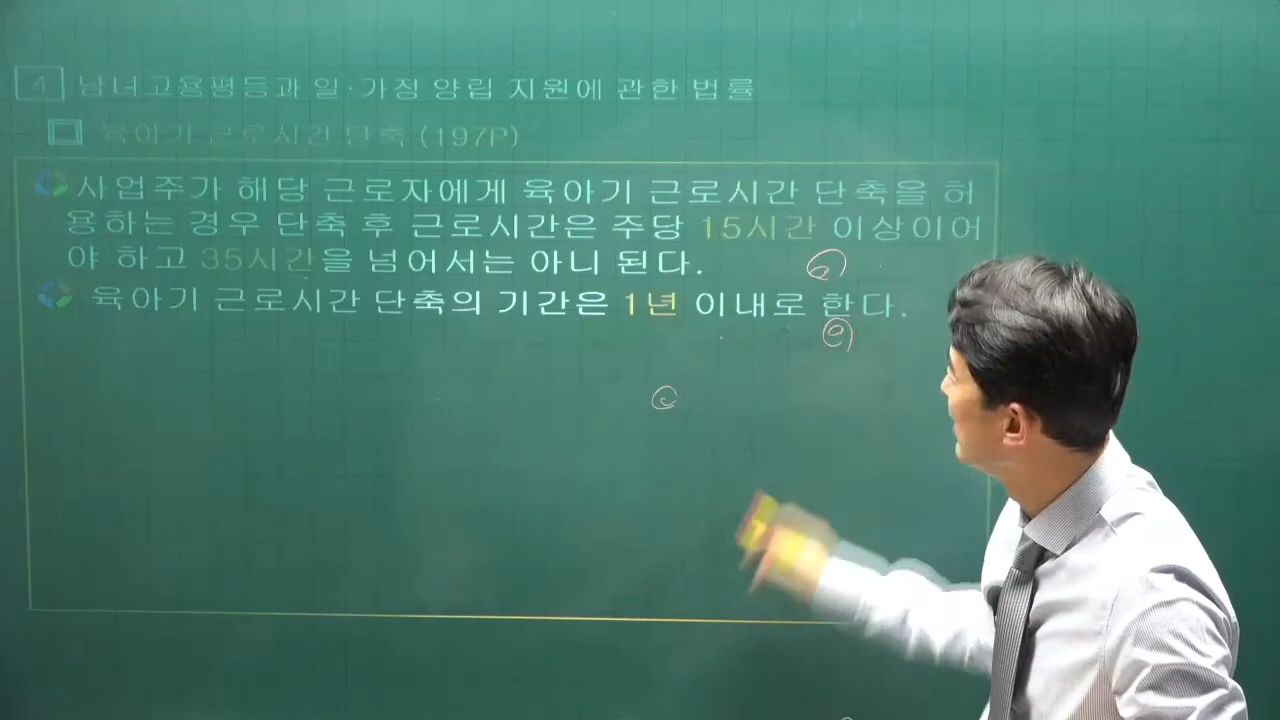 4 남녀고용평등과 일·가정 양립 지원에 관한 법률
육아기 근로시간 단축 (197P)
사업주가 해당 근로자에게 육아기 근로시간 단축을 허
용하는 경우 단축 후 근로시간은 주당 15시간 이상이어
야 하고 35시간을 넘어서는 아니 된다.
육아기 근로시간 단축의 기간은 1년 이내로 한다.